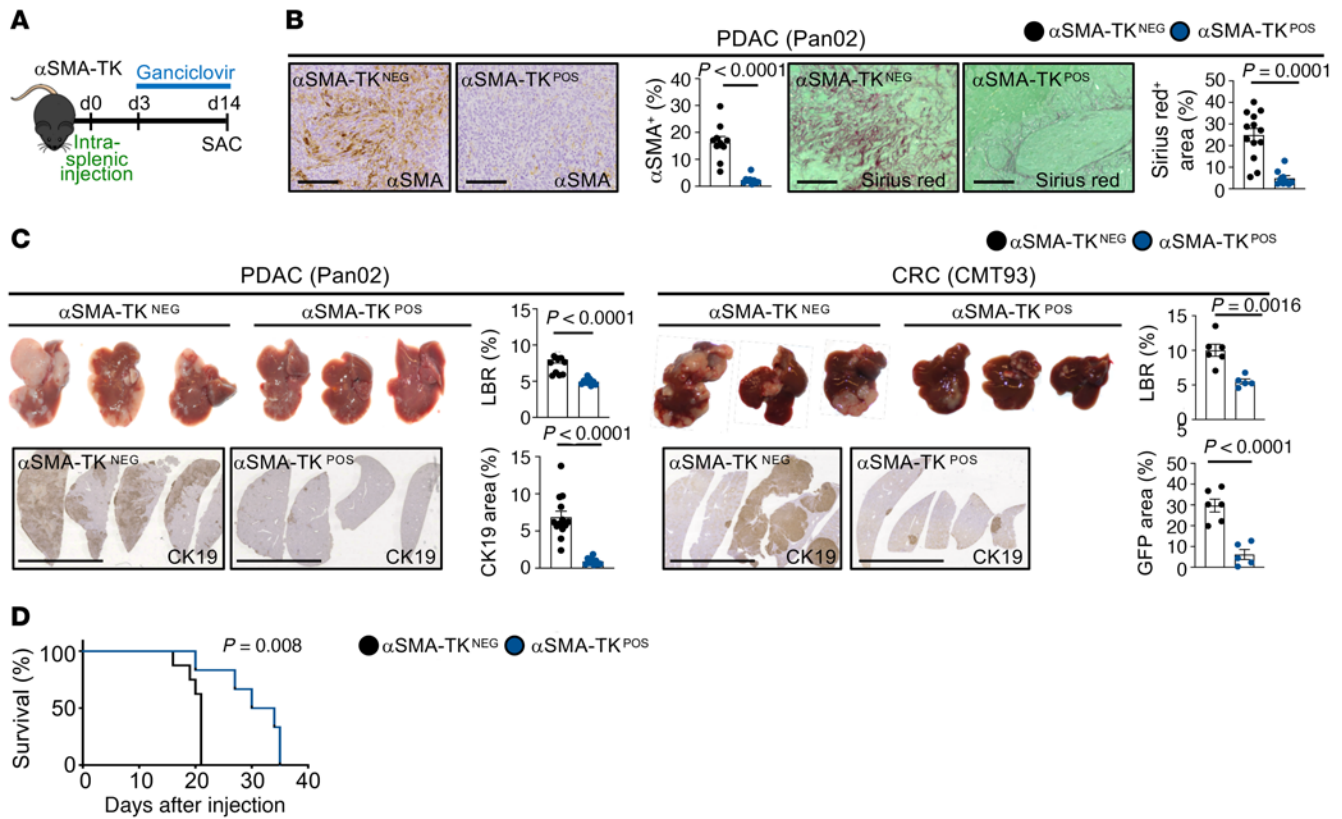 A
αSMA-TK
Ganciclovir
d0 d3 d14
Intra-
splenic
injection
SAC
B
αSMA-TK NEG αSMA-TK POS
PDAC (Pan02)
αSMA-TK NEG
αSMA
αSMA-TK POS
αSMA
P < 0.0001
αSMA+ (%)
40
30
20
10
0
αSMA-TK NEG
Sirius red
αSMA-TK POS
Sirius red
P = 0.0001
Sirius red+
area (%)
50
40
30
20
10
0
C
αSMA-TK NEG αSMA-TK POS
PDAC (Pan02)
αSMA-TK NEG αSMA-TK POS
P < 0.0001
LBR (%)
15
10
5
0
αSMA-TK NEG
CK19
αSMA-TK POS
CK19
P < 0.0001
CK19 area (%)
15
10
5
0
CRC (CMT93)
αSMA-TK NEG αSMA-TK POS
P = 0.0016
LBR (%)
15
10
5
0
5
αSMA-TK NEG
CK19
αSMA-TK POS
CK19
P < 0.0001
GFP area (%)
50
40
30
20
10
0
D
P = 0.008
αSMA-TK NEG αSMA-TK POS
Survival (%)
100
50
0
0 10 20 30 40
Days after injection